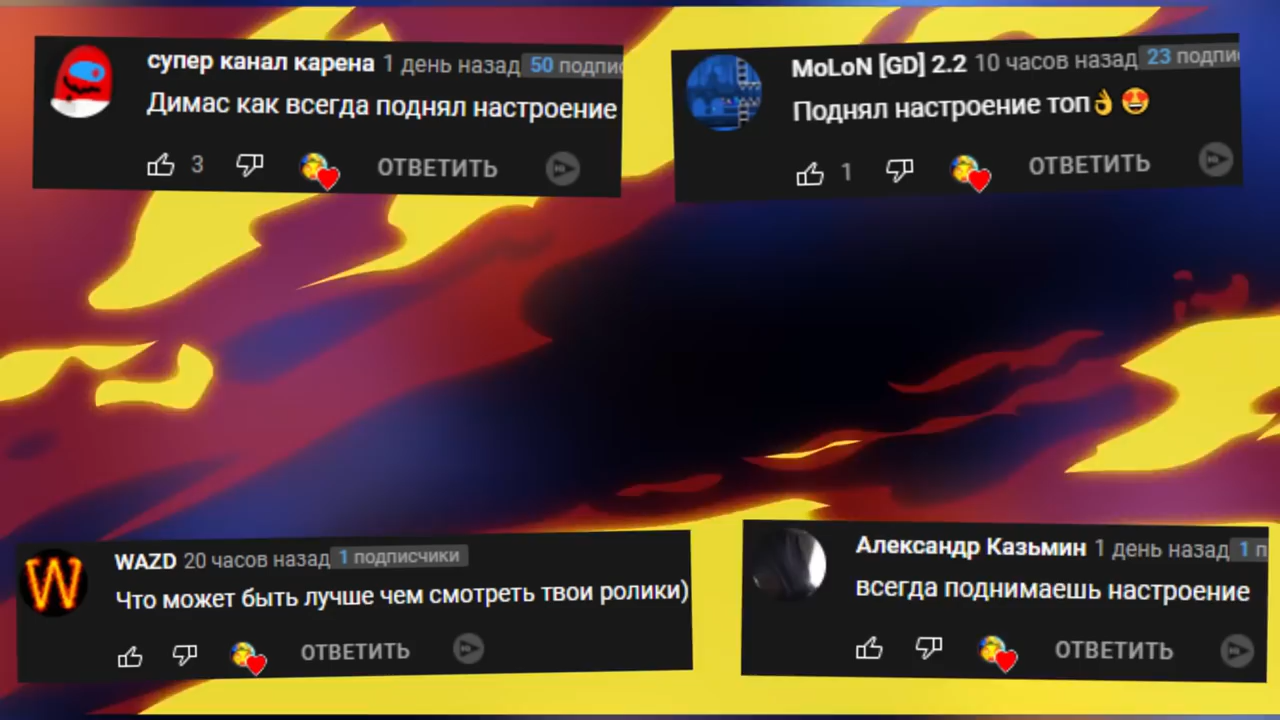 супер канал карена 1 день назад 50 подпис
Димас как всегда поднял настроение
3 ОТВЕТИТЬ
MoLoN [GD] 2.2 10 часов назад 23 подпи
Поднял настроение топ👌😍
1 ОТВЕТИТЬ
WAZD 20 часов назад 1 подписчики
Что может быть лучше чем смотреть твои ролики)
ОТВЕТИТЬ
Александр Казьмин 1 день назад 1 п
всегда поднимаешь настроение
ОТВЕТИТЬ